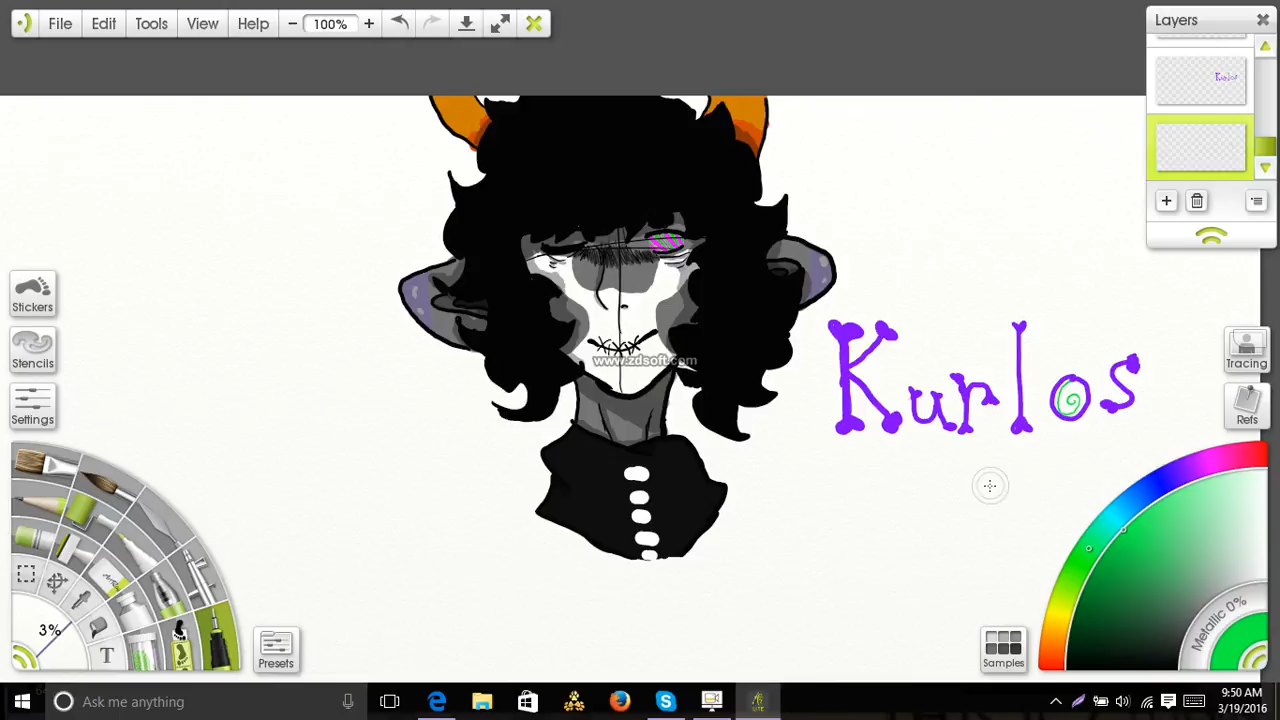 File Edit Tools View Help − 100% +
Layers
Kurlos
www.zdsoft.com
Kurlos
Stickers
Stencils
Settings
Tracing
Refs
3%
T
Presets
Samples
Metallic 0%
Ask me anything
9:50 AM
3/19/2016